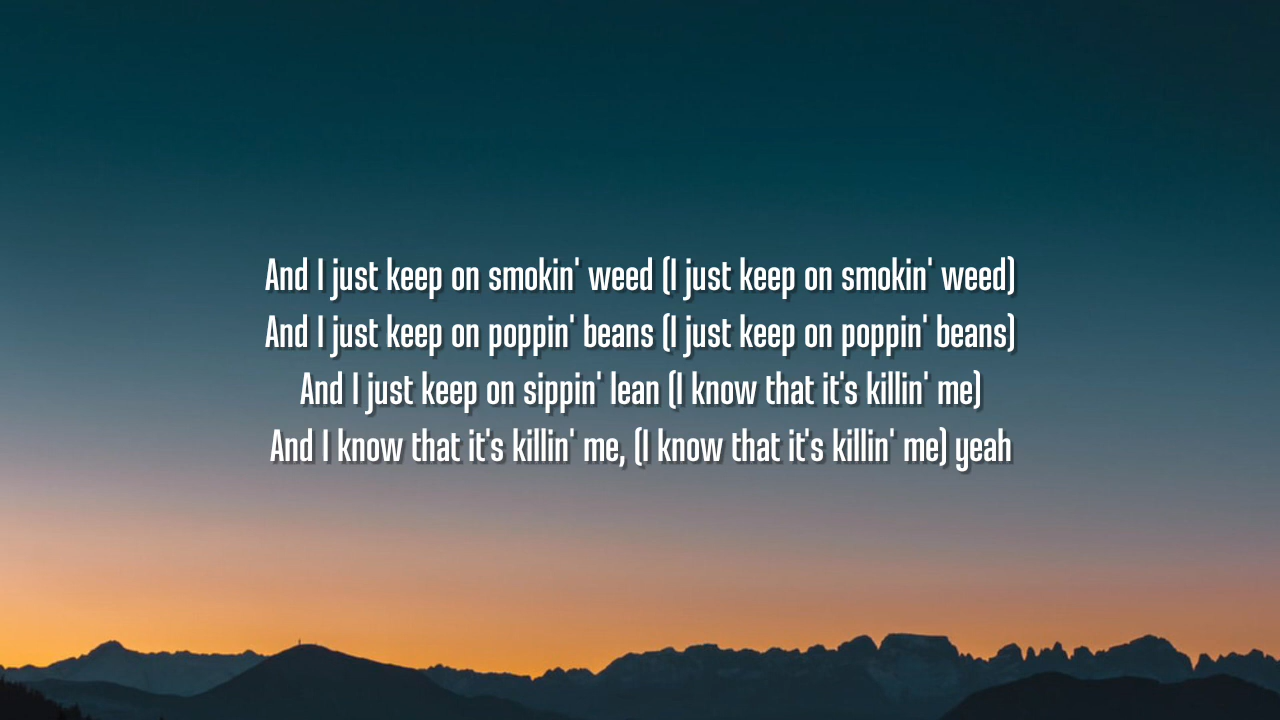 And I just keep on smokin' weed (I just keep on smokin' weed)
And I just keep on poppin' beans (I just keep on poppin' beans)
And I just keep on sippin' lean (I know that it's killin' me)
And I know that it's killin' me, (I know that it's killin' me) yeah